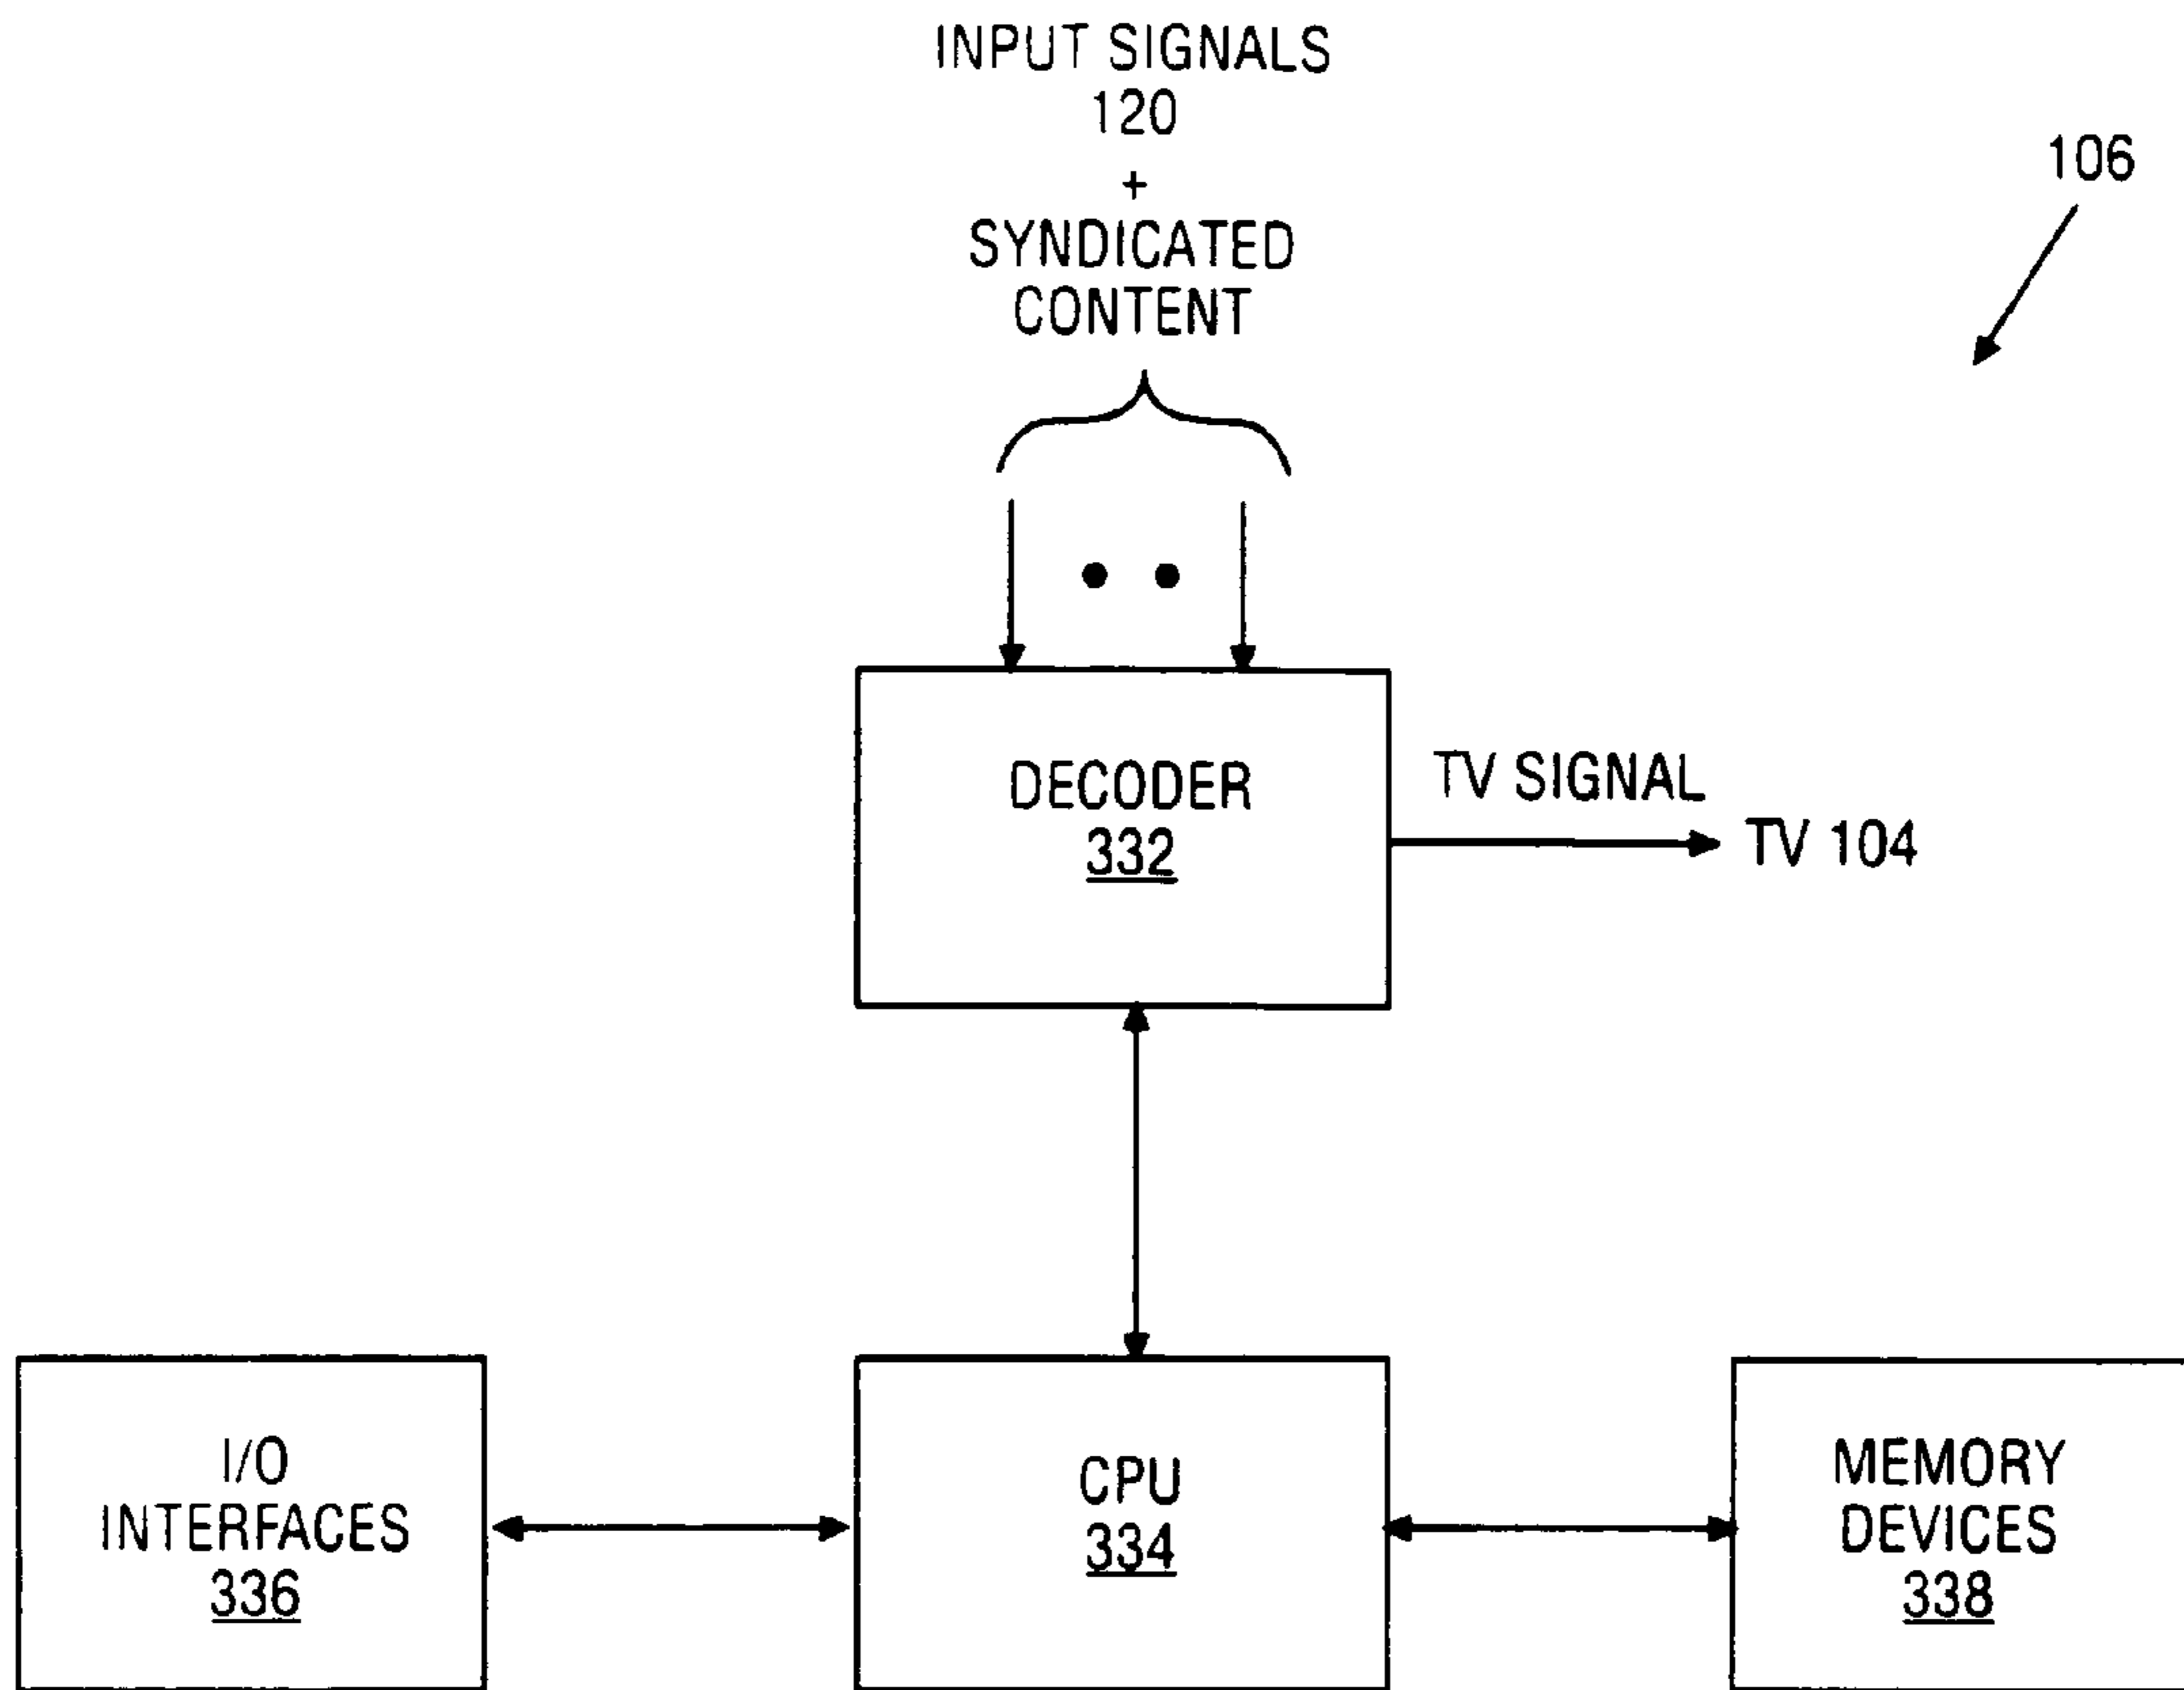 INPUT SIGNALS
120
+
SYNDICATED
CONTENT
106
DECODER
332
TV SIGNAL
TV 104
I/O
INTERFACES
336
CPU
334
MEMORY
DEVICES
338